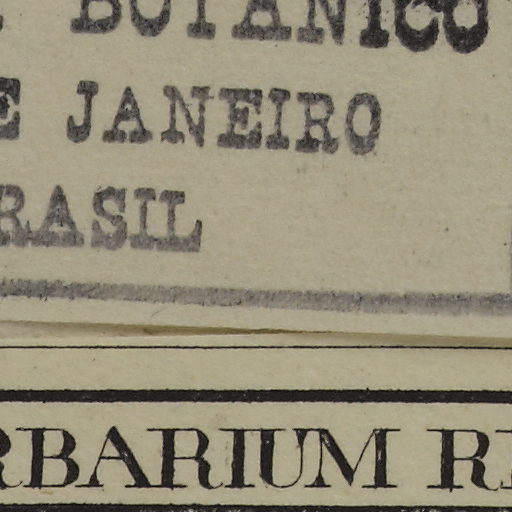 BOTANICO
E JANEIRO
RASIL
RBARIUM R